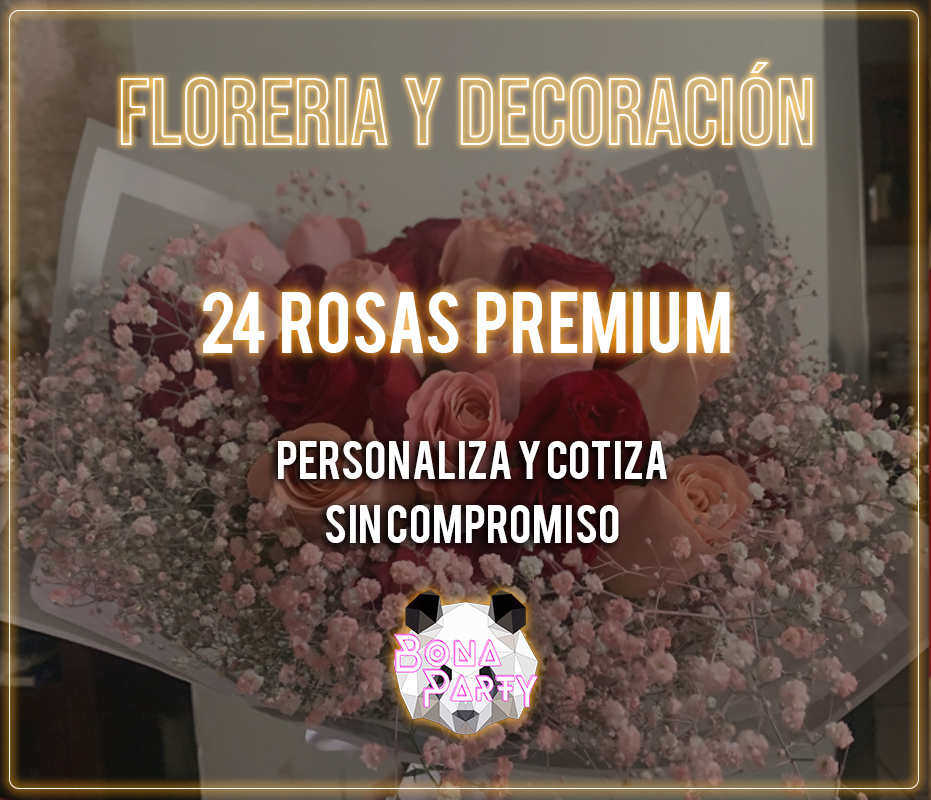 FLORERIA Y DECORACIÓN
24 ROSAS PREMIUM
PERSONALIZA Y COTIZA
SIN COMPROMISO
BONA
PARTY